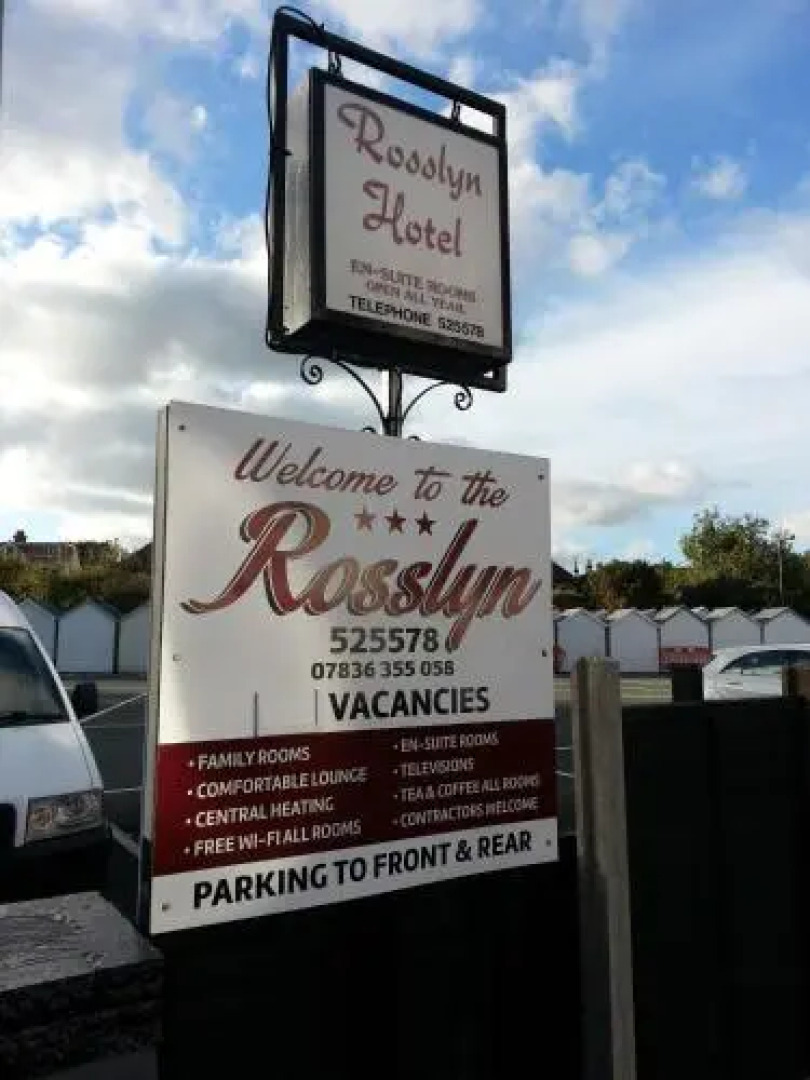 Rosslyn
Hotel
EN-SUITE ROOMS
OPEN ALL YEAR
TELEPHONE 525578
Welcome to the
Rosslyn
525578
07836 355 058
VACANCIES
• FAMILY ROOMS
• COMFORTABLE LOUNGE
• CENTRAL HEATING
• FREE WI-FI ALL ROOMS
• EN-SUITE ROOMS
• TELEVISIONS
• TEA & COFFEE ALL ROOMS
• CONTRACTORS WELCOME
PARKING TO FRONT & REAR